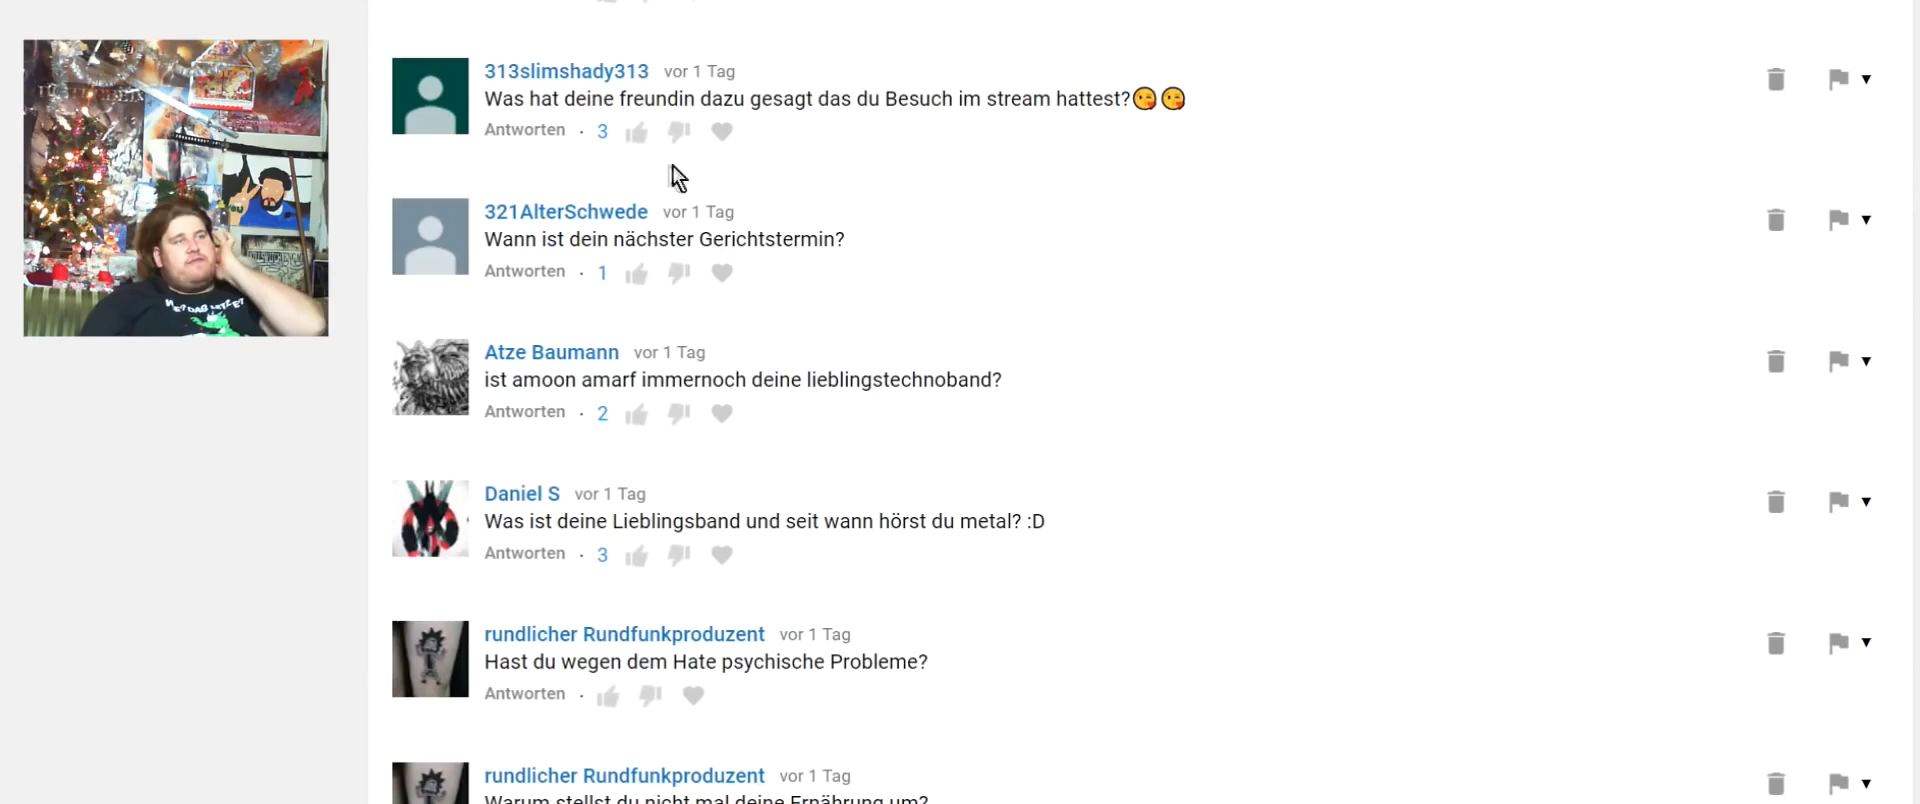 313slimshady313 vor 1 Tag
Was hat deine freundin dazu gesagt das du Besuch im stream hattest?😘😘
Antworten · 3
321AlterSchwede vor 1 Tag
Wann ist dein nächster Gerichtstermin?
Antworten · 1
Atze Baumann vor 1 Tag
ist amoon amarf immernoch deine lieblingstechnoband?
Antworten · 2
Daniel S vor 1 Tag
Was ist deine Lieblingsband und seit wann hörst du metal? :D
Antworten · 3
rundlicher Rundfunkproduzent vor 1 Tag
Hast du wegen dem Hate psychische Probleme?
Antworten ·
rundlicher Rundfunkproduzent vor 1 Tag
Warum stellst du nicht mal deine Ernährung um?